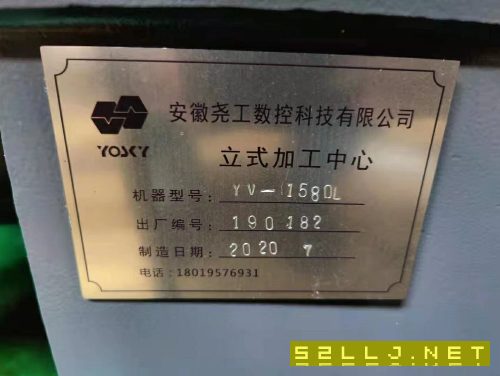 安徽尧工数控科技有限公司
YOSKY
立式加工中心
机器型号: YV-1580L
出厂编号: 190182
制造日期: 2020 7
电话: 18019576931
52LLJ.NET